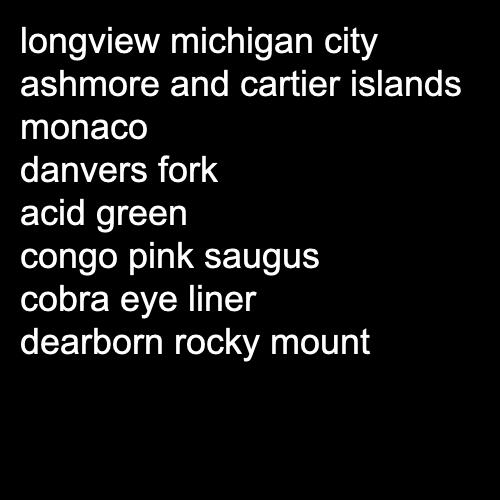 longview michigan city
ashmore and cartier islands
monaco
danvers fork
acid green
congo pink saugus
cobra eye liner
dearborn rocky mount